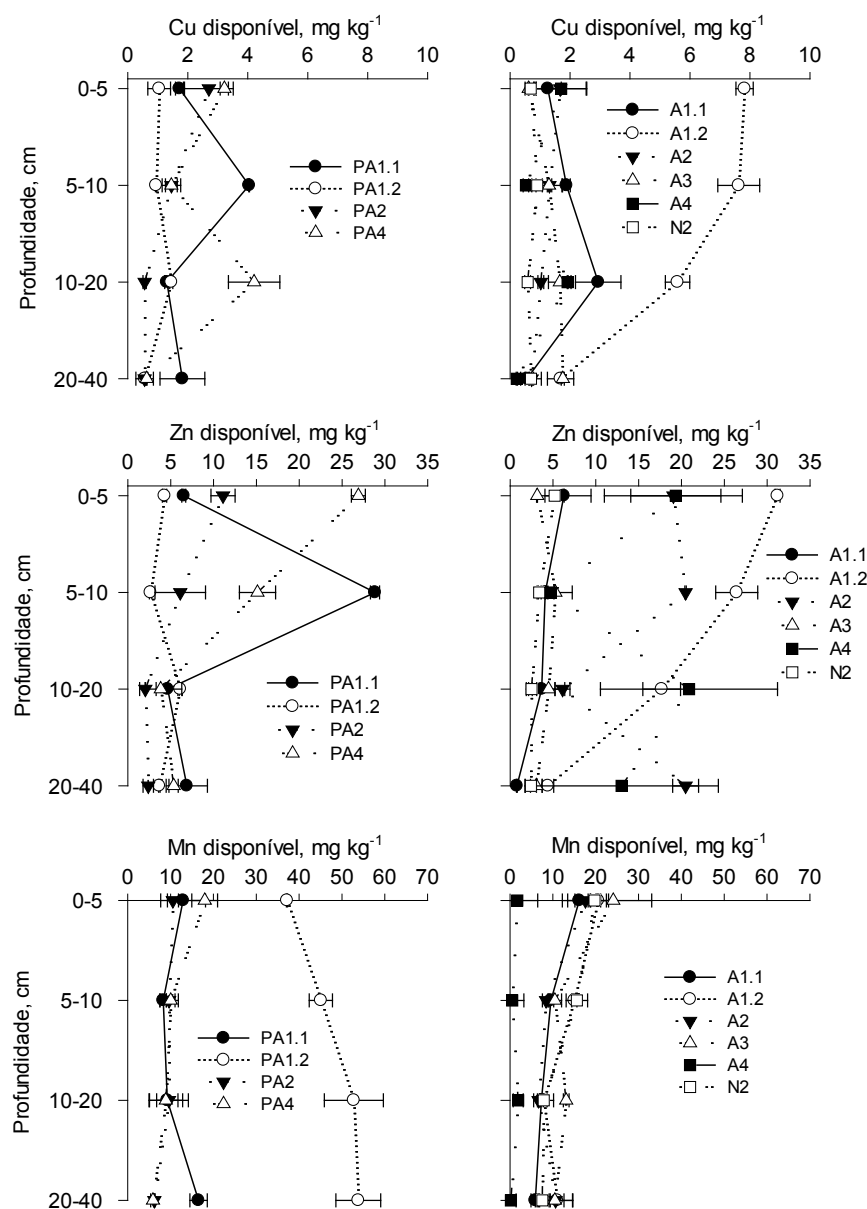 Cu disponível, mg kg-1
0 2 4 6 8 10
Profundidade, cm
0-5
5-10
10-20
20-40
PA1.1
PA1.2
PA2
PA4
Cu disponível, mg kg-1
0 2 4 6 8 10
A1.1
A1.2
A2
A3
A4
N2
Zn disponível, mg kg-1
0 5 10 15 20 25 30 35
Profundidade, cm
0-5
5-10
10-20
20-40
PA1.1
PA1.2
PA2
PA4
Zn disponível, mg kg-1
0 5 10 15 20 25 30 35
A1.1
A1.2
A2
A3
A4
N2
Mn disponível, mg kg-1
0 10 20 30 40 50 60 70
Profundidade, cm
0-5
5-10
10-20
20-40
PA1.1
PA1.2
PA2
PA4
Mn disponível, mg kg-1
0 10 20 30 40 50 60 70
A1.1
A1.2
A2
A3
A4
N2